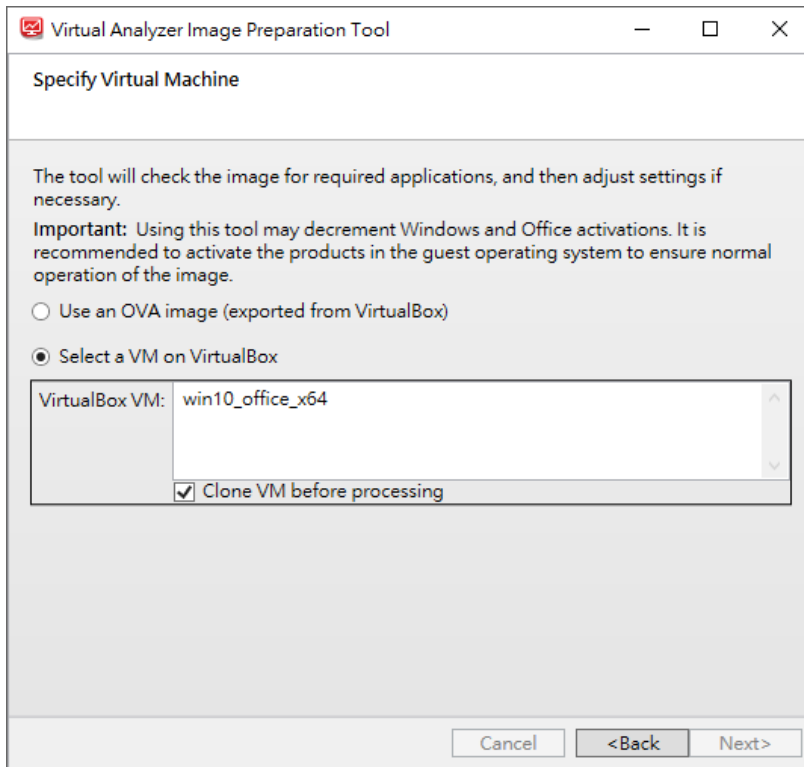 Virtual Analyzer Image Preparation Tool
Specify Virtual Machine
The tool will check the image for required applications, and then adjust settings if
necessary.
Important: Using this tool may decrement Windows and Office activations. It is
recommended to activate the products in the guest operating system to ensure normal
operation of the image.
Use an OVA image (exported from VirtualBox)
Select a VM on VirtualBox
VirtualBox VM: win10_office_x64
Clone VM before processing
Cancel <Back Next>